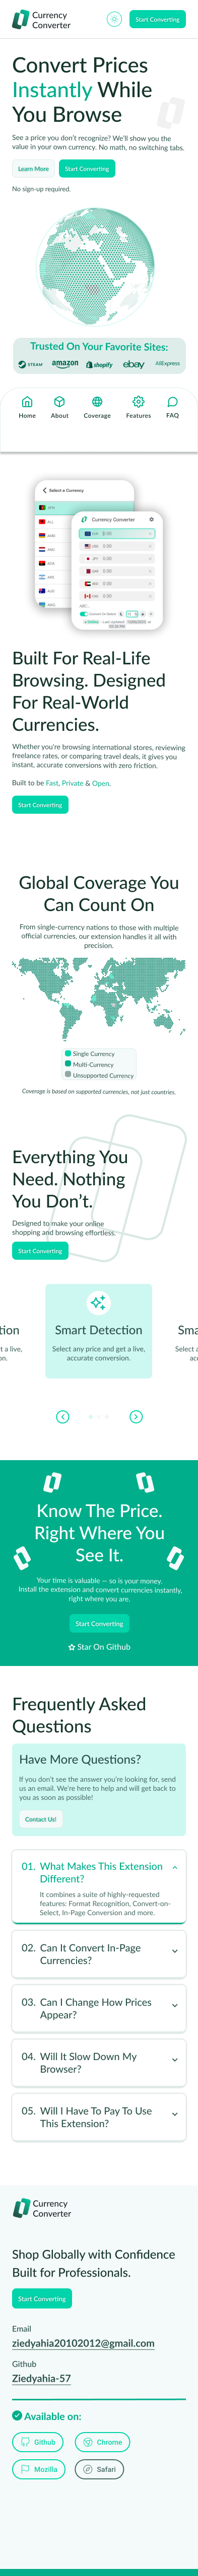 Currency
Converter
Start Converting
Convert Prices
Instantly While
You Browse
See a price you don't recognize? We'll show you the
value in your own currency. No math, no switching tabs.
Learn More
Start Converting
No sign-up required.
Trusted On Your Favorite Sites:
STEAM
amazon
shopify
ebay
AliExpress
Home
About
Coverage
Features
FAQ
Select a Currency
Currency Converter
0.00
0.00
0.00
0.00
0.00
0.00
Built For Real-Life
Browsing. Designed
For Real-World
Currencies.
Whether you're browsing international stores, reviewing
freelance rates, or comparing travel deals, it gives you
instant, accurate conversions with zero friction.
Built to be Fast, Private & Open.
Start Converting
Global Coverage You
Can Count On
From single-currency nations to those with multiple
official currencies, our extension handles it all with
precision.
Single Currency
Multi-Currency
Unsupported Currency
Coverage is based on supported currencies, not just countries.
Everything You
Need. Nothing
You Don't.
Designed to make your online
shopping and browsing effortless.
Start Converting
tion
t a live,
on.
Smart Detection
Select any price and get a live,
accurate conversion.
Sma
Select a
acc
Know The Price.
Right Where You
See It.
Your time is valuable — so is your money.
Install the extension and convert currencies instantly,
right where you are.
Start Converting
Star On Github
Frequently Asked
Questions
Have More Questions?
If you don't see the answer you're looking for, send
us an email. We're here to help and will get back to
you as soon as possible!
Contact Us!
01. What Makes This Extension
Different?
It combines a suite of highly-requested
features: Format Recognition, Convert-on-
Select, In-Page Conversion and more.
02. Can It Convert In-Page
Currencies?
03. Can I Change How Prices
Appear?
04. Will It Slow Down My
Browser?
05. Will I Have To Pay To Use
This Extension?
Currency
Converter
Shop Globally with Confidence
Built for Professionals.
Start Converting
Email
ziedyahia20102012@gmail.com
Github
Ziedyahia-57
Available on:
Github
Chrome
Mozilla
Safari